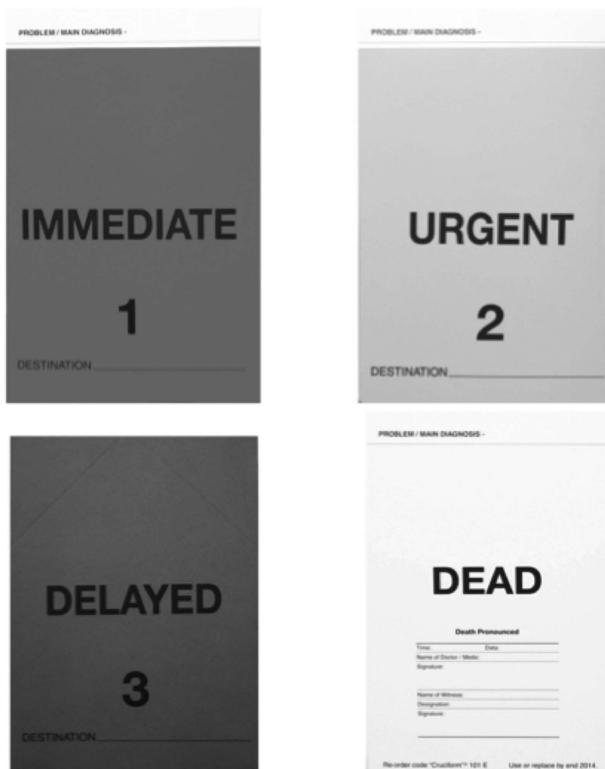 PROBLEM / MAIN DIAGNOSIS -
IMMEDIATE
1
DESTINATION
PROBLEM / MAIN DIAGNOSIS -
URGENT
2
DESTINATION
DELAYED
3
DESTINATION
PROBLEM / MAIN DIAGNOSIS -
DEAD
Death Pronounced
Time: Date:
Name of Doctor / Medic:
Signature:
Name of Witness:
Designation:
Signature:
Re-order code "Cruciform"® 101 E Use or replace by end 2014.